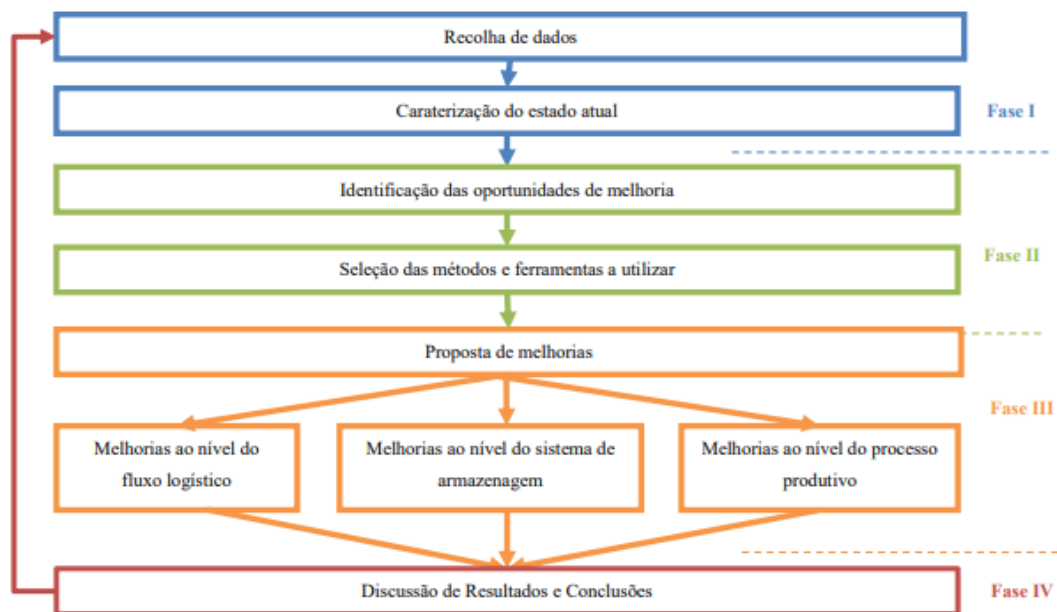 Recolha de dados
Caraterização do estado atual
Fase I
Identificação das oportunidades de melhoria
Seleção das métodos e ferramentas a utilizar
Fase II
Proposta de melhorias
Fase III
Melhorias ao nível do
fluxo logístico
Melhorias ao nível do sistema de
armazenagem
Melhorias ao nível do processo
produtivo
Discussão de Resultados e Conclusões
Fase IV